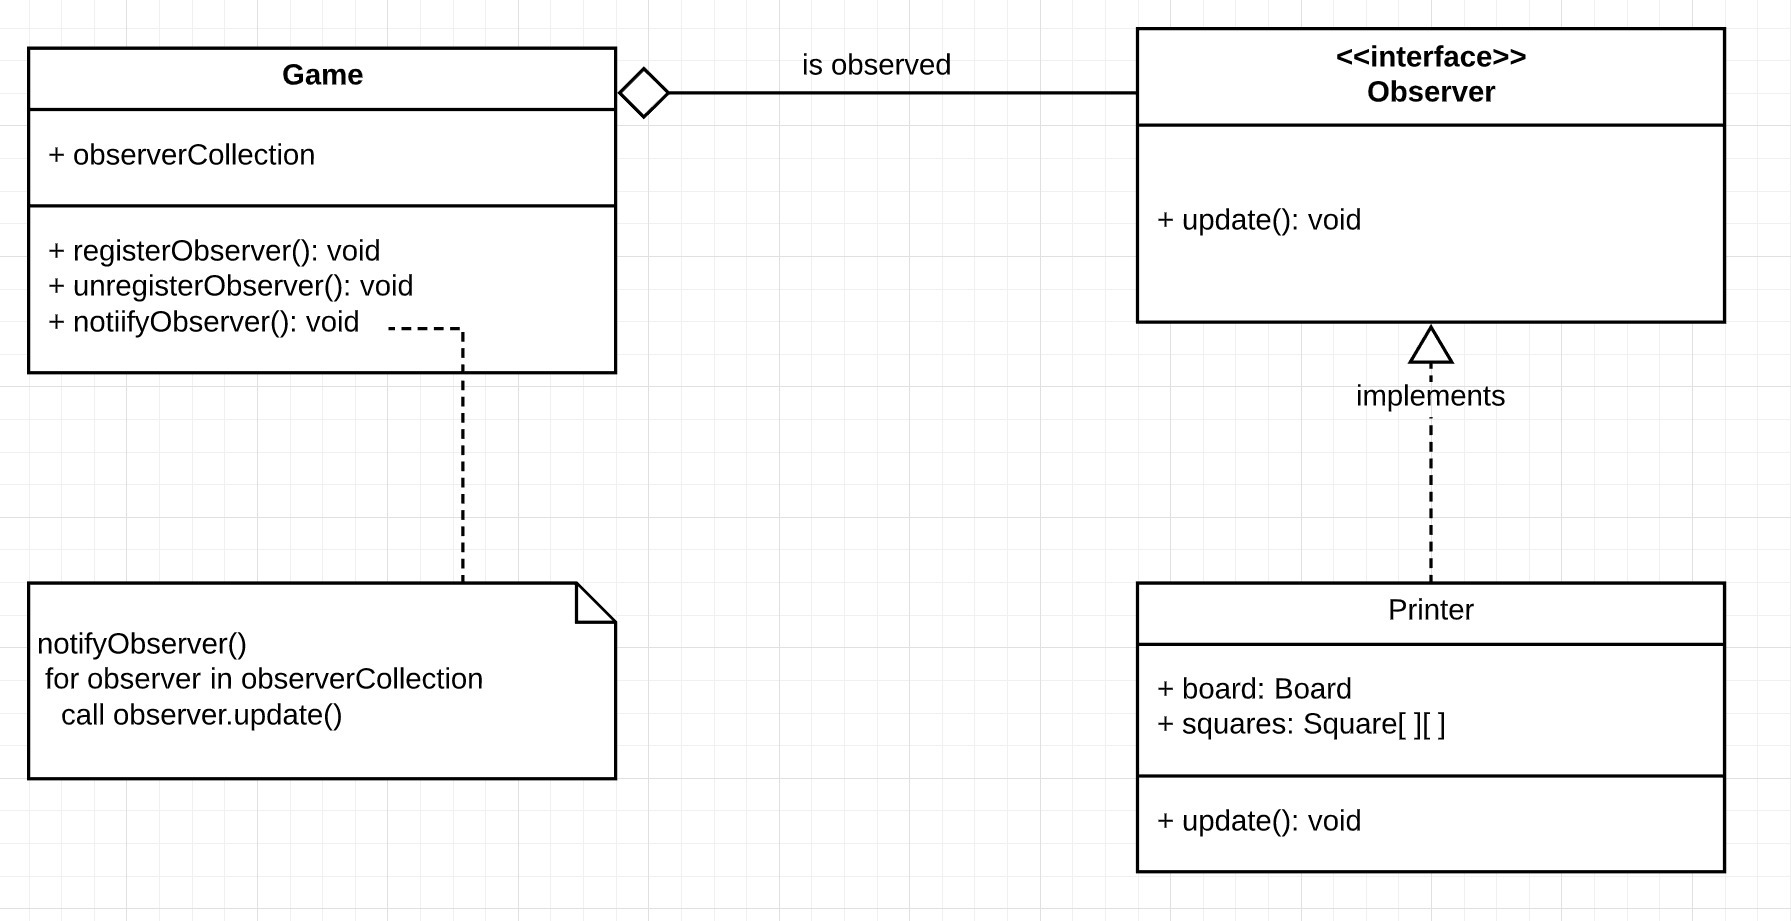 Game
+ observerCollection
+ registerObserver(): void
+ unregisterObserver(): void
+ notiifyObserver(): void
is observed
<<interface>>
Observer
+ update(): void
implements
notifyObserver()
for observer in observerCollection
call observer.update()
Printer
+ board: Board
+ squares: Square[ ][ ]
+ update(): void